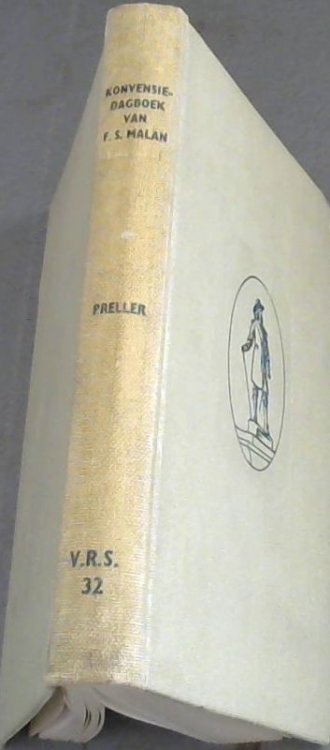 KONVENSIE-
DAGBOEK
VAN
F. S. MALAN
PRELLER
V.R.S.
32